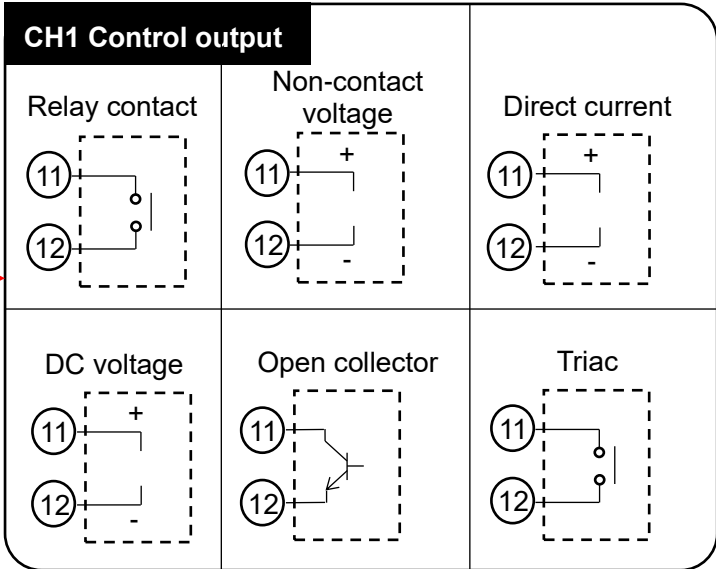 CH1 Control output
Relay contact
11
12
Non-contact
voltage
+
11
12
-
Direct current
+
11
12
-
DC voltage
+
11
12
-
Open collector
11
12
Triac
11
12